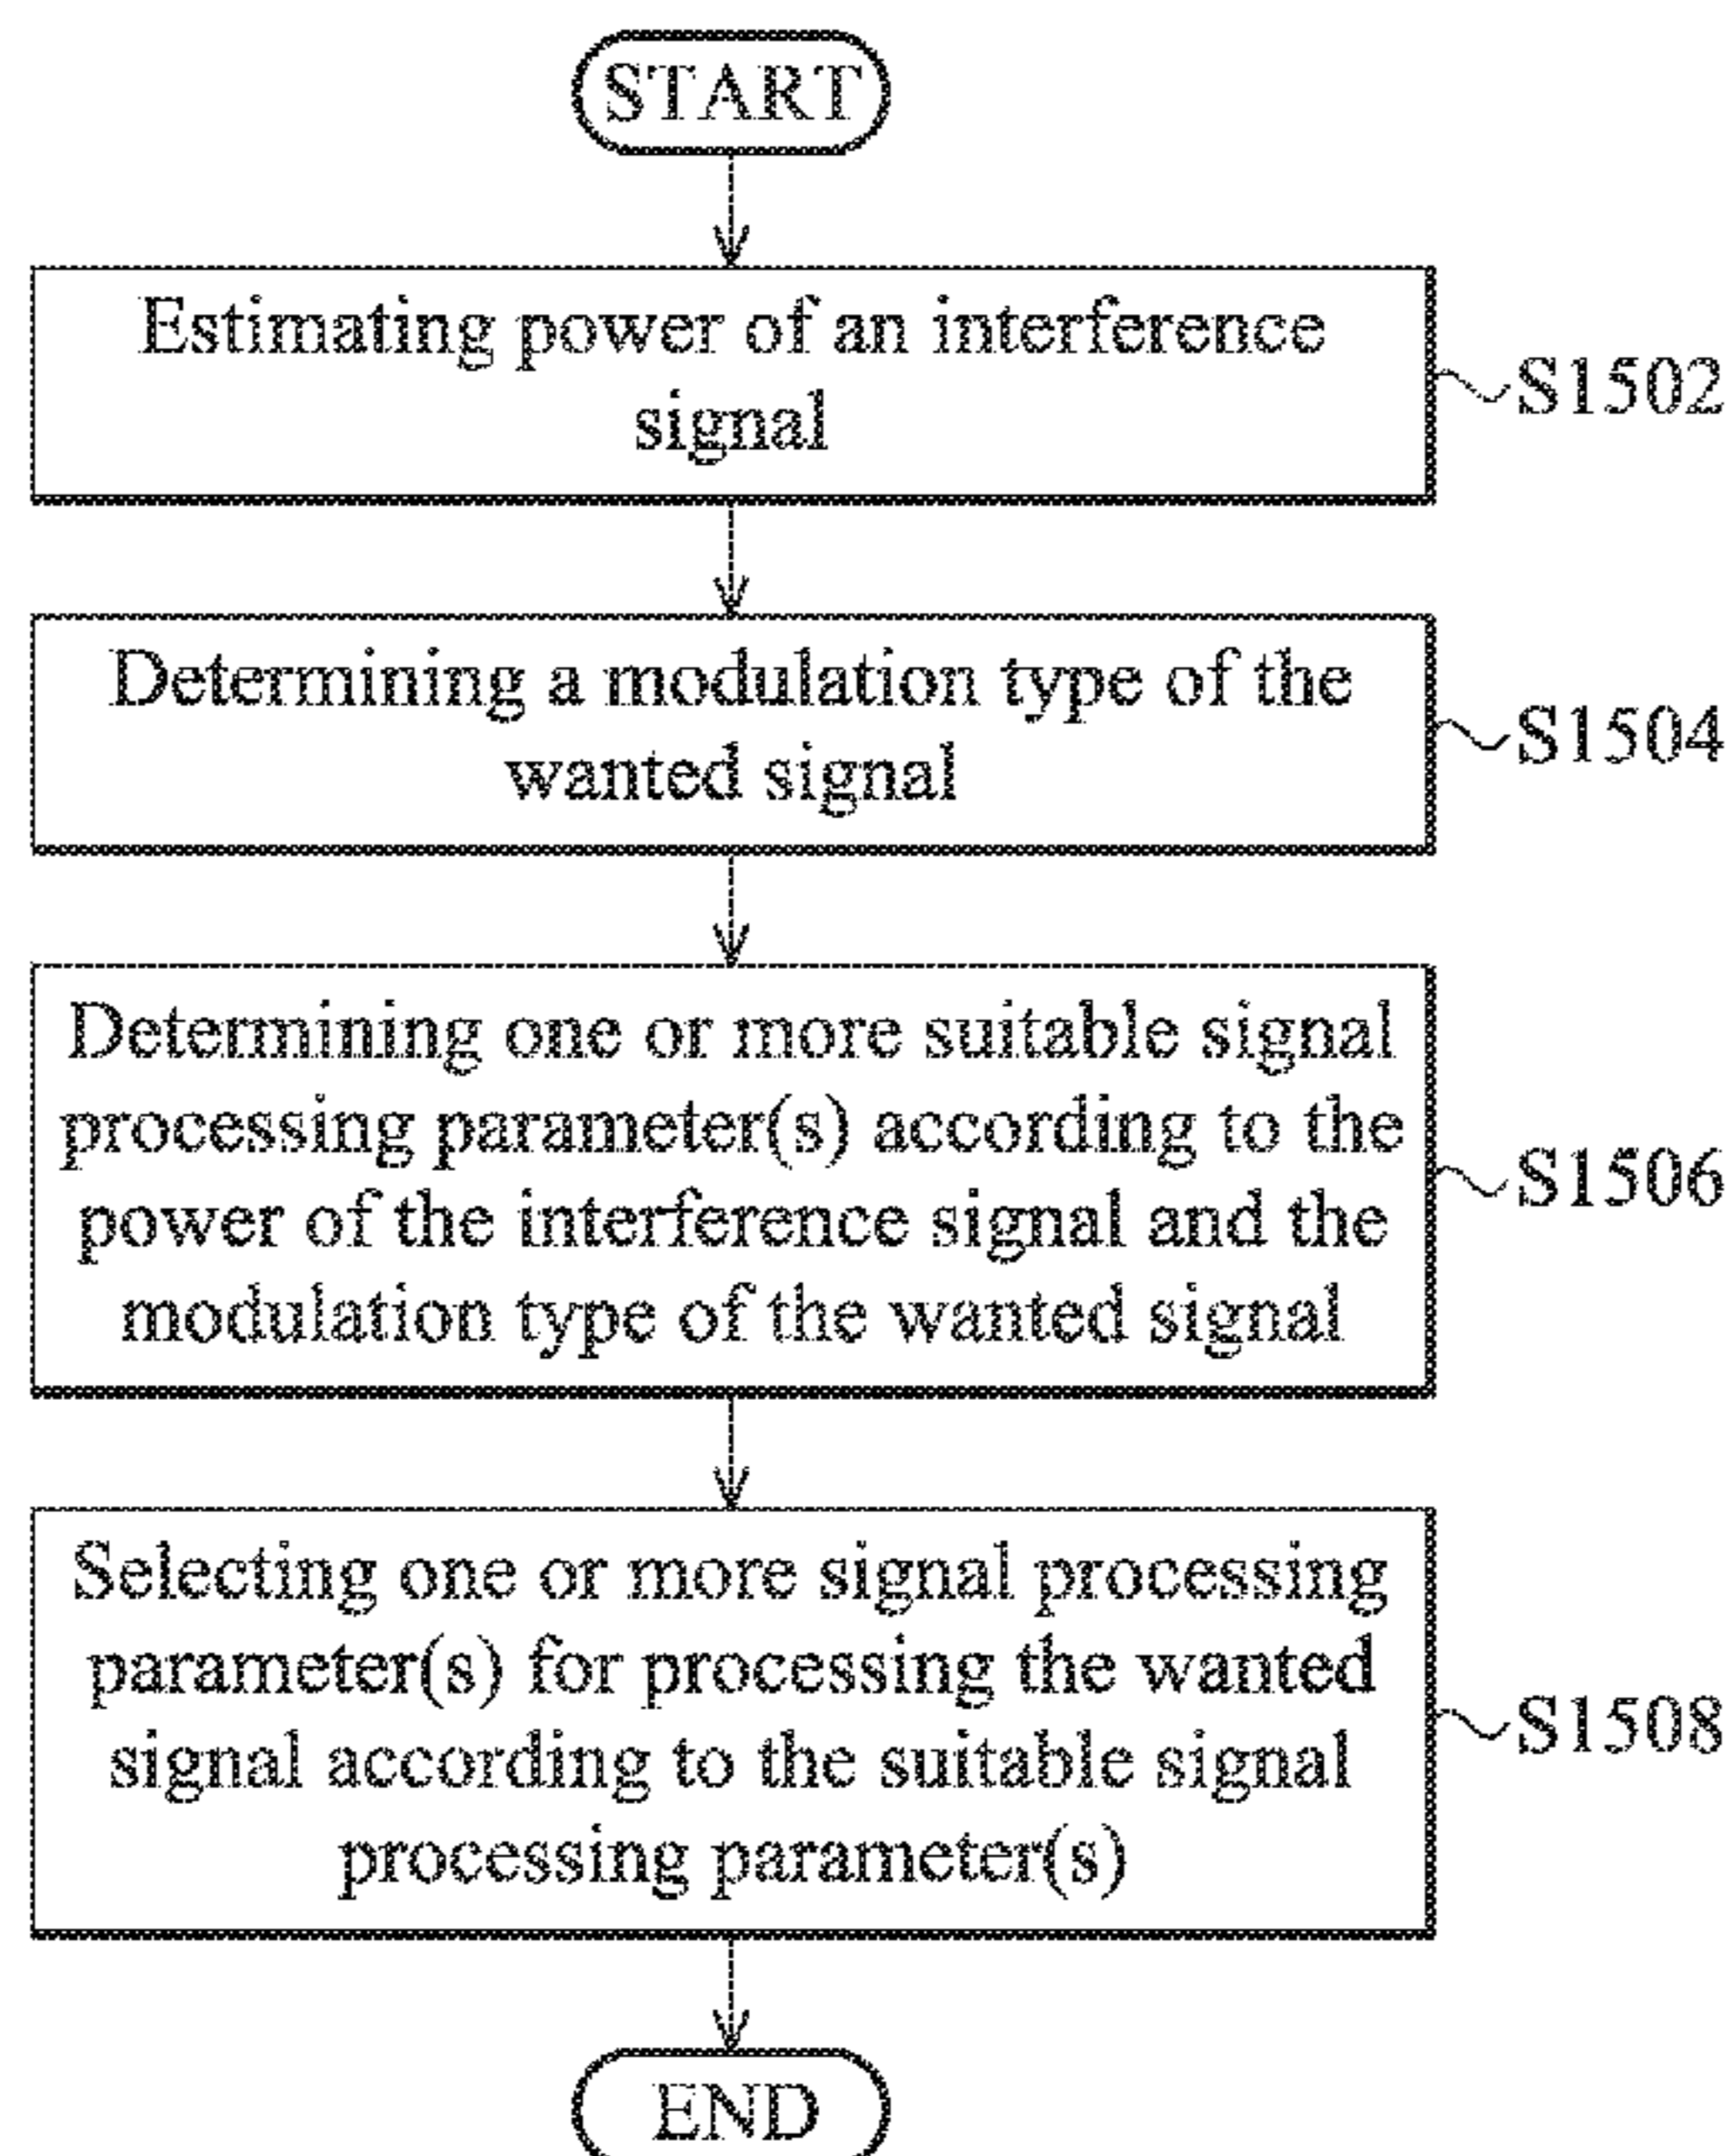 START
Estimating power of an interference
signal
S1502
Determining a modulation type of the
wanted signal
S1504
Determining one or more suitable signal
processing parameter(s) according to the
power of the interference signal and the
modulation type of the wanted signal
S1506
Selecting one or more signal processing
parameter(s) for processing the wanted
signal according to the suitable signal
processing parameter(s)
S1508
END